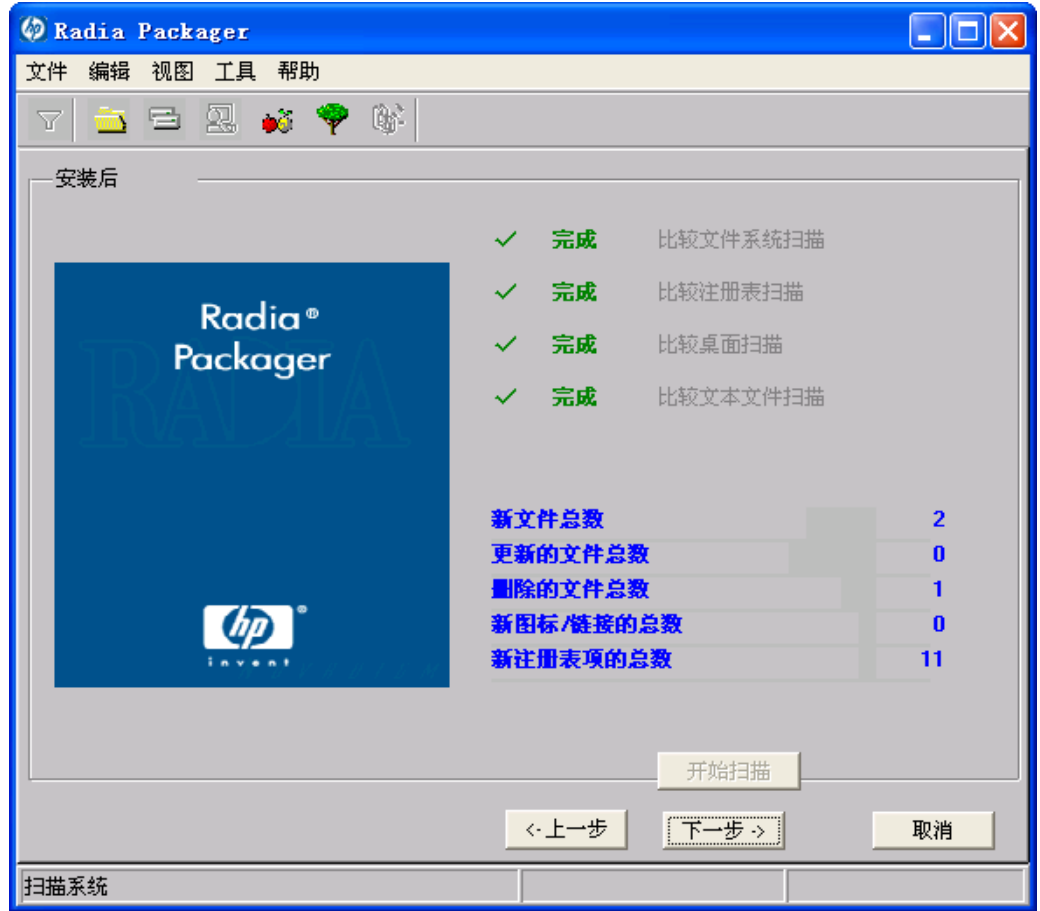 Radia Packager
文件 编辑 视图 工具 帮助
安装后
完成 比较文件系统扫描
完成 比较注册表扫描
完成 比较桌面扫描
完成 比较文本文件扫描
Radia®
Packager
RADIA
hp®
invent
新文件总数 2
更新的文件总数 0
删除的文件总数 1
新图标/链接的总数 0
新注册表项的总数 11
开始扫描
<- 上一步 下一步 -> 取消
扫描系统